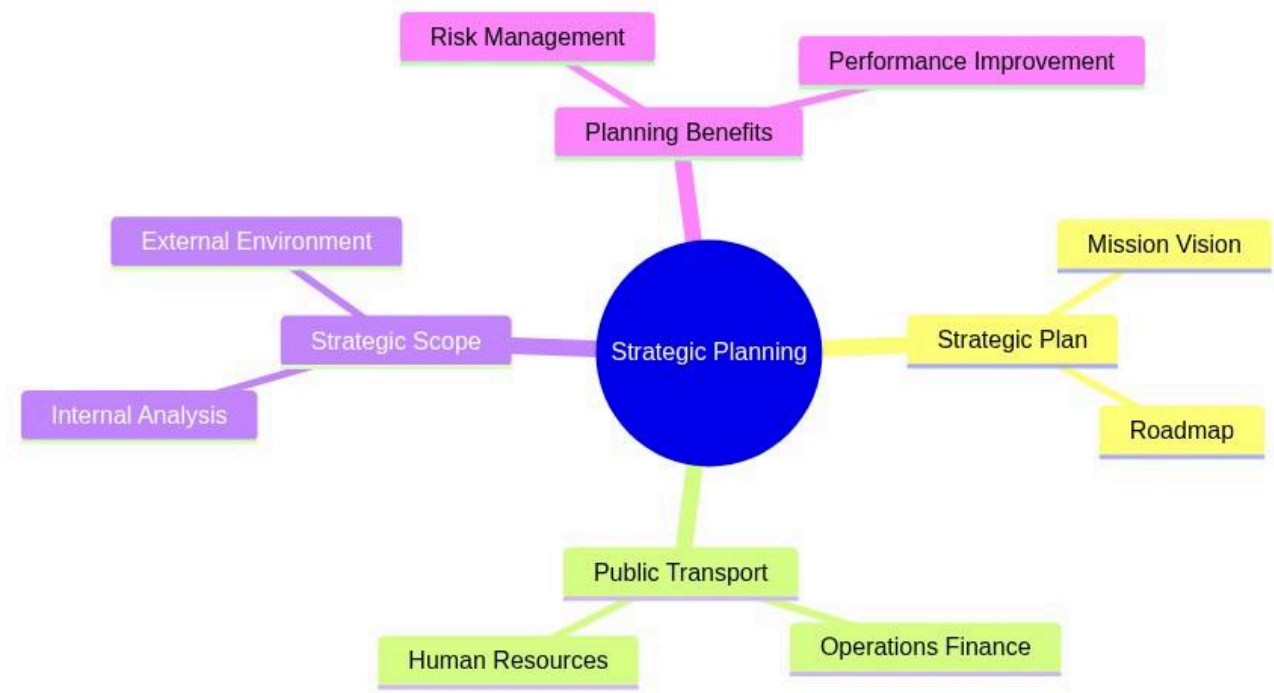 Risk Management
Performance Improvement
Planning Benefits
External Environment
Mission Vision
Strategic Scope
Strategic Planning
Strategic Plan
Internal Analysis
Roadmap
Public Transport
Human Resources
Operations Finance